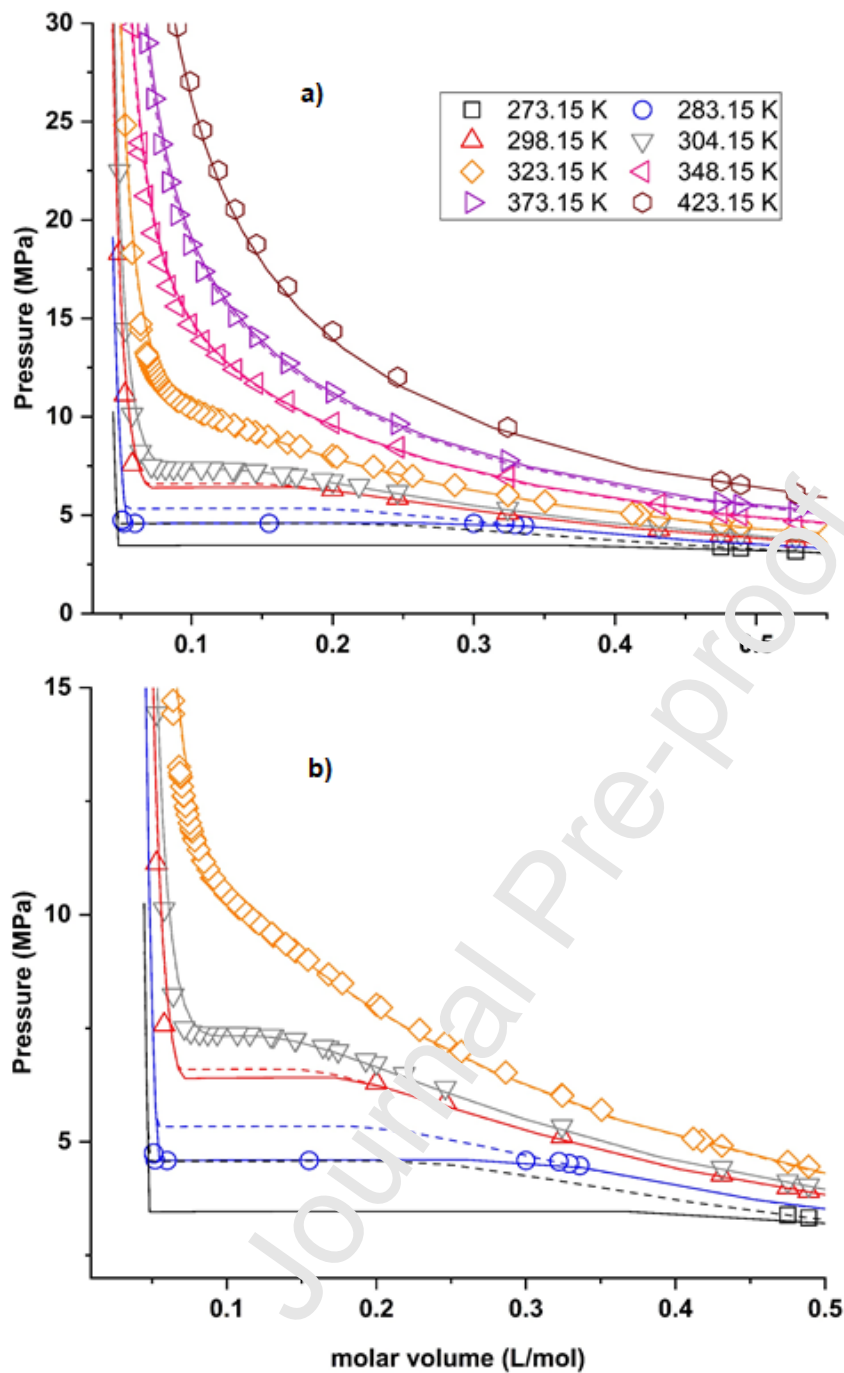 30
25
20
15
10
5
0
Pressure (MPa)
a)
273.15 K 283.15 K
298.15 K 304.15 K
323.15 K 348.15 K
373.15 K 423.15 K
0.1 0.2 0.3 0.4 0.5
15
10
5
Pressure (MPa)
b)
0.1 0.2 0.3 0.4 0.5
molar volume (L/mol)
Journal Pre-proof